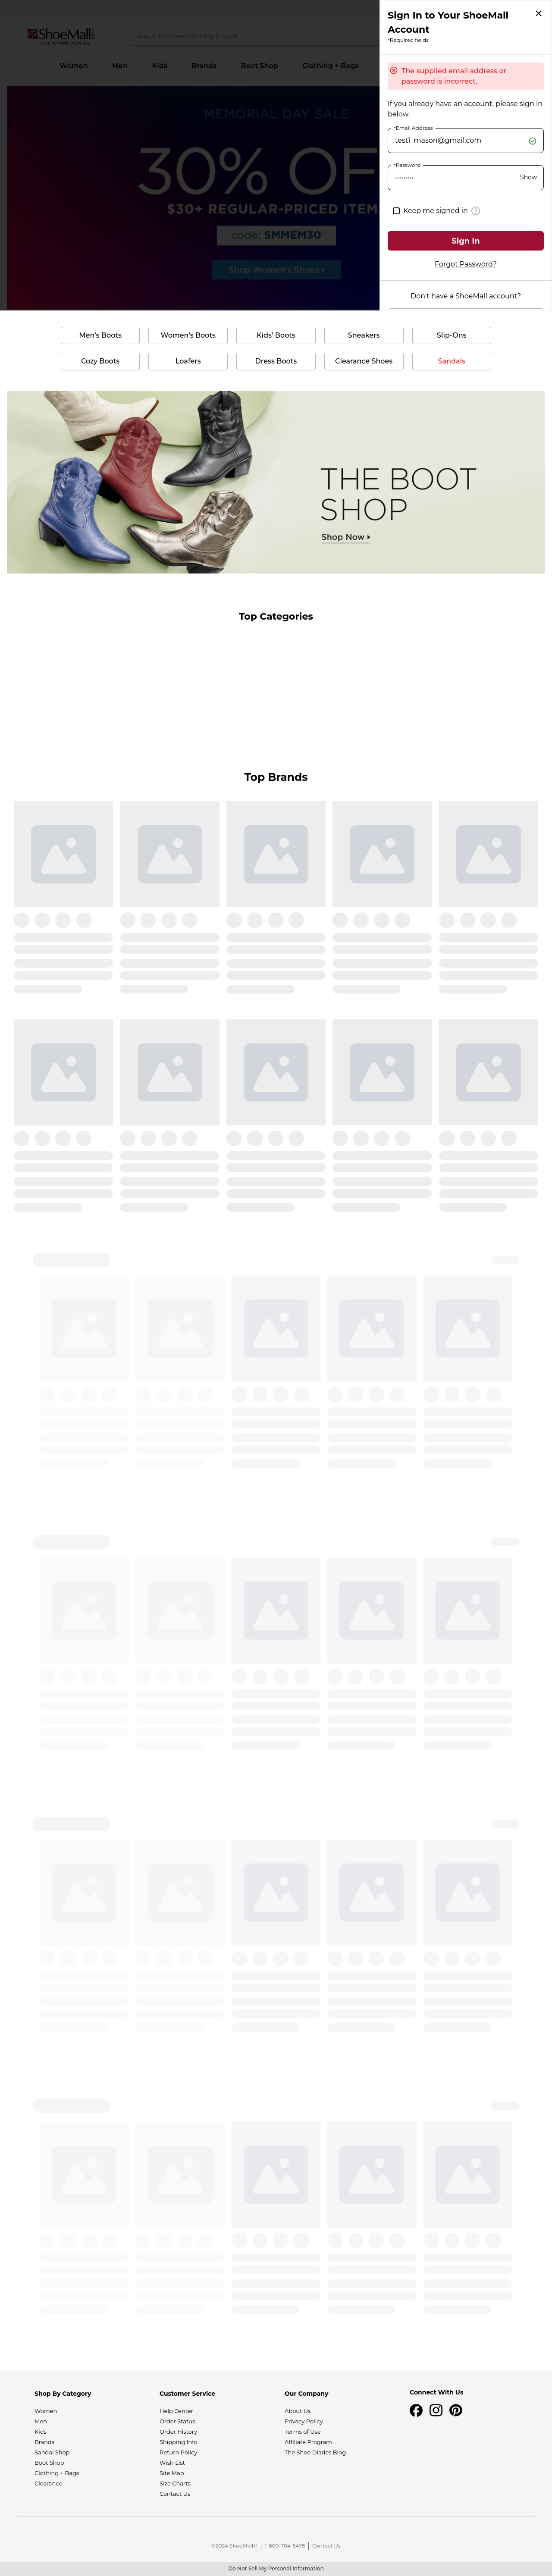 ShoeMall
Search for shoes, clothing & more
Women Men Kids Brands Boot Shop Clothing + Bags
MEMORIAL DAY SALE
30% OFF
$30+ REGULAR-PRICED ITEM
code: SMMEM30
Shop Women's Shoes
Sign In to Your ShoeMall
Account
*Required fields
The supplied email address or
password is incorrect.
If you already have an account, please sign in
below.
*Email Address
test1_mason@gmail.com
*Password
Show
Keep me signed in ?
Sign In
Forgot Password?
Don't have a ShoeMall account?
Men's Boots Women's Boots Kids' Boots Sneakers Slip-Ons
Cozy Boots Loafers Dress Boots Clearance Shoes Sandals
THE BOOT
SHOP
Shop Now
Top Categories
Top Brands
Shop By Category
Women
Men
Kids
Brands
Sandal Shop
Boot Shop
Clothing + Bags
Clearance
Customer Service
Help Center
Order Status
Order History
Shipping Info
Return Policy
Wish List
Site Map
Size Charts
Contact Us
Our Company
About Us
Privacy Policy
Terms of Use
Affiliate Program
The Shoe Diaries Blog
Connect With Us
©2024 ShoeMall® | 1-800-704-5478 | Contact Us
Do Not Sell My Personal Information